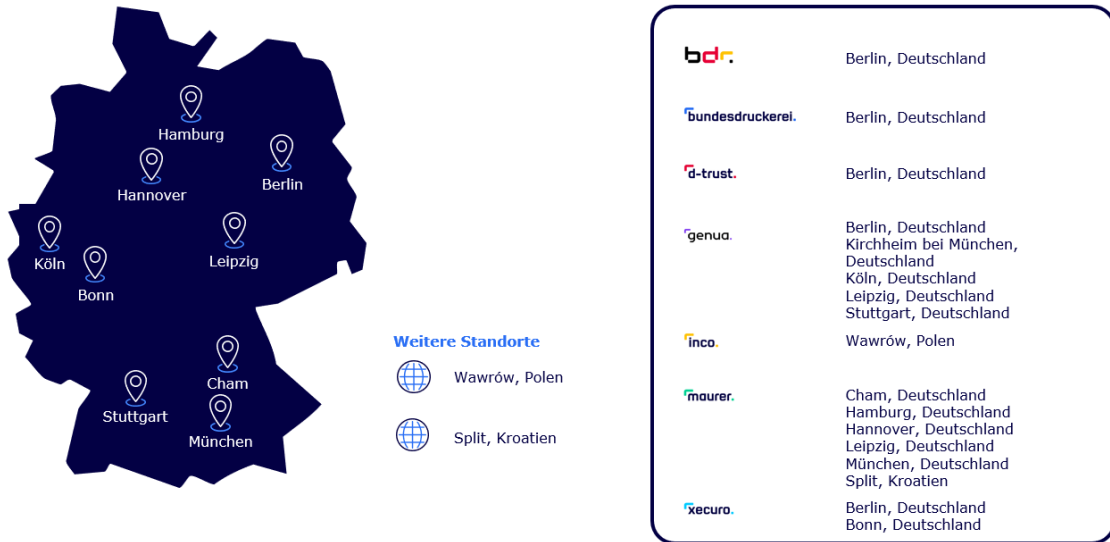 Hamburg
Berlin
Hannover
Köln
Leipzig
Bonn
Cham
Stuttgart
München
Weitere Standorte
Wawrów, Polen
Split, Kroatien
bdr.
Berlin, Deutschland
bundesdruckerei.
Berlin, Deutschland
d-trust.
Berlin, Deutschland
genua.
Berlin, Deutschland
Kirchheim bei München,
Deutschland
Köln, Deutschland
Leipzig, Deutschland
Stuttgart, Deutschland
inco.
Wawrów, Polen
maurer.
Cham, Deutschland
Hamburg, Deutschland
Hannover, Deutschland
Leipzig, Deutschland
München, Deutschland
Split, Kroatien
xecuro.
Berlin, Deutschland
Bonn, Deutschland